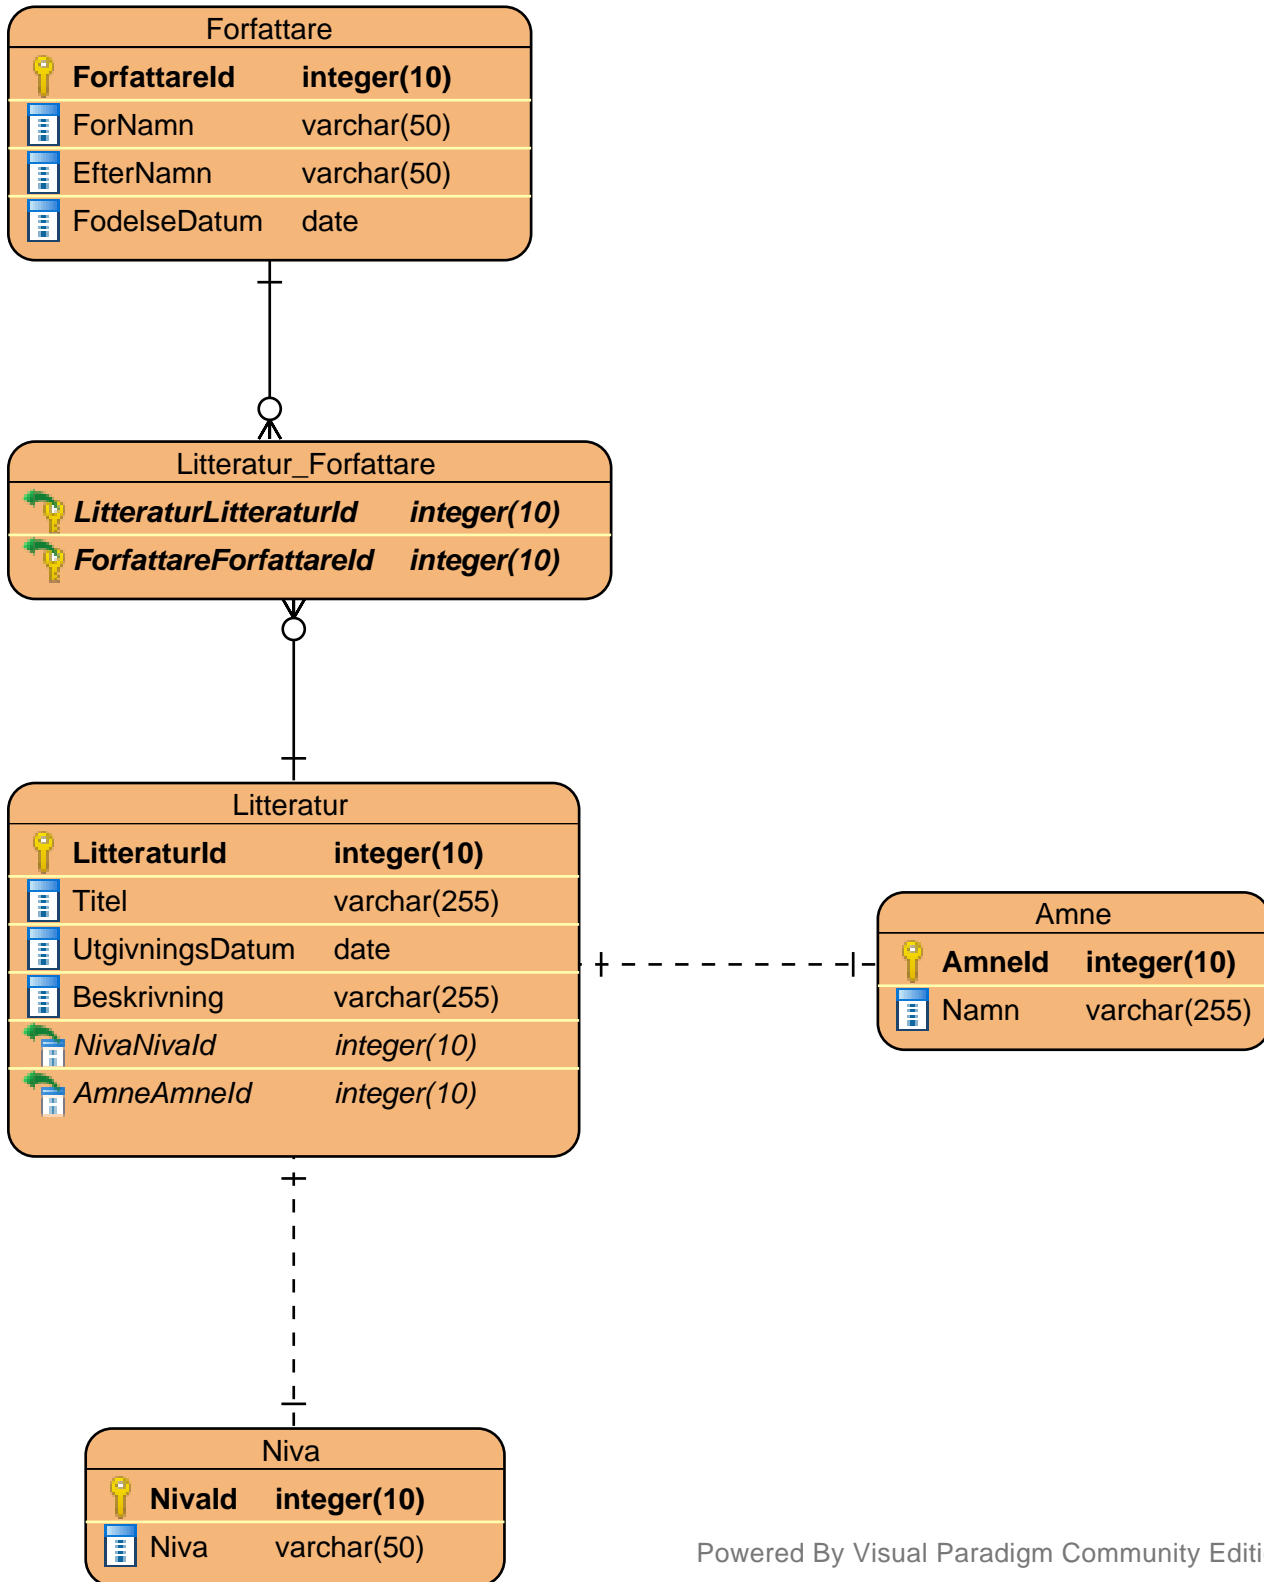 Forfattare
ForfattareId integer(10)
ForNamn varchar(50)
EfterNamn varchar(50)
FodelseDatum date
Litteratur_Forfattare
LitteraturLitteraturId integer(10)
ForfattareForfattareId integer(10)
Litteratur
LitteraturId integer(10)
Titel varchar(255)
UtgivningsDatum date
Beskrivning varchar(255)
NivaNivaId integer(10)
AmneAmneId integer(10)
Amne
AmneId integer(10)
Namn varchar(255)
Niva
NivaId integer(10)
Niva varchar(50)
Powered By Visual Paradigm Community Editi